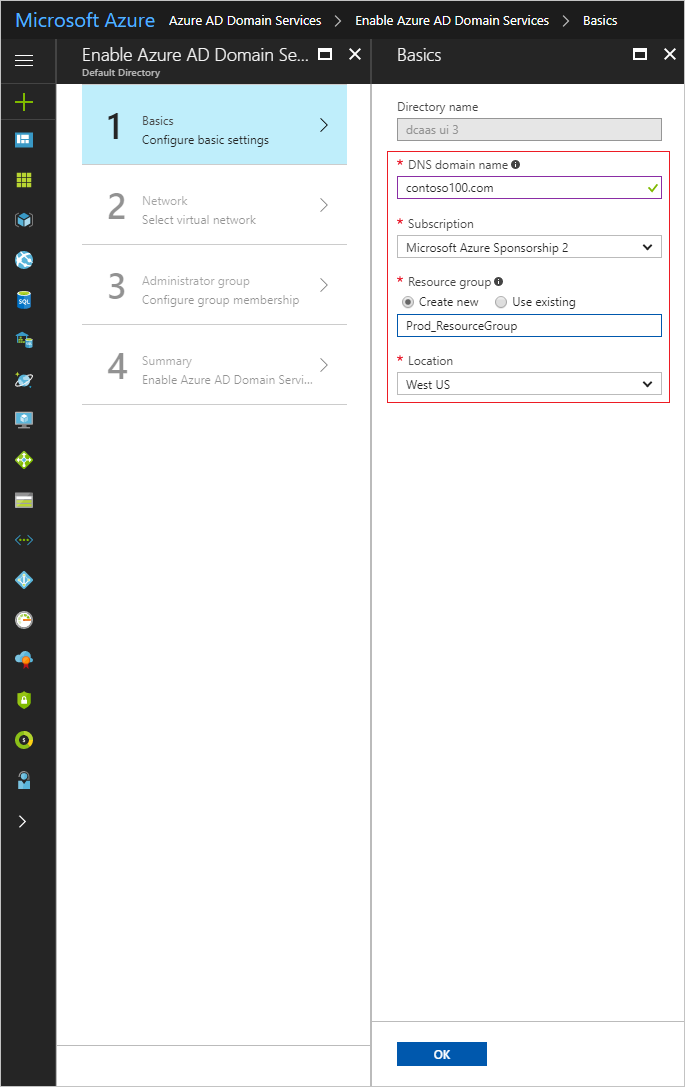 Microsoft Azure Azure AD Domain Services > Enable Azure AD Domain Services > Basics
Enable Azure AD Domain Se...
Default Directory
1
Basics
Configure basic settings
2
Network
Select virtual network
3
Administrator group
Configure group membership
4
Summary
Enable Azure AD Domain Servi...
Basics
Directory name
dcaas ui 3
* DNS domain name
contoso100.com
* Subscription
Microsoft Azure Sponsorship 2
* Resource group
Create new Use existing
Prod_ResourceGroup
* Location
West US
OK
SQL